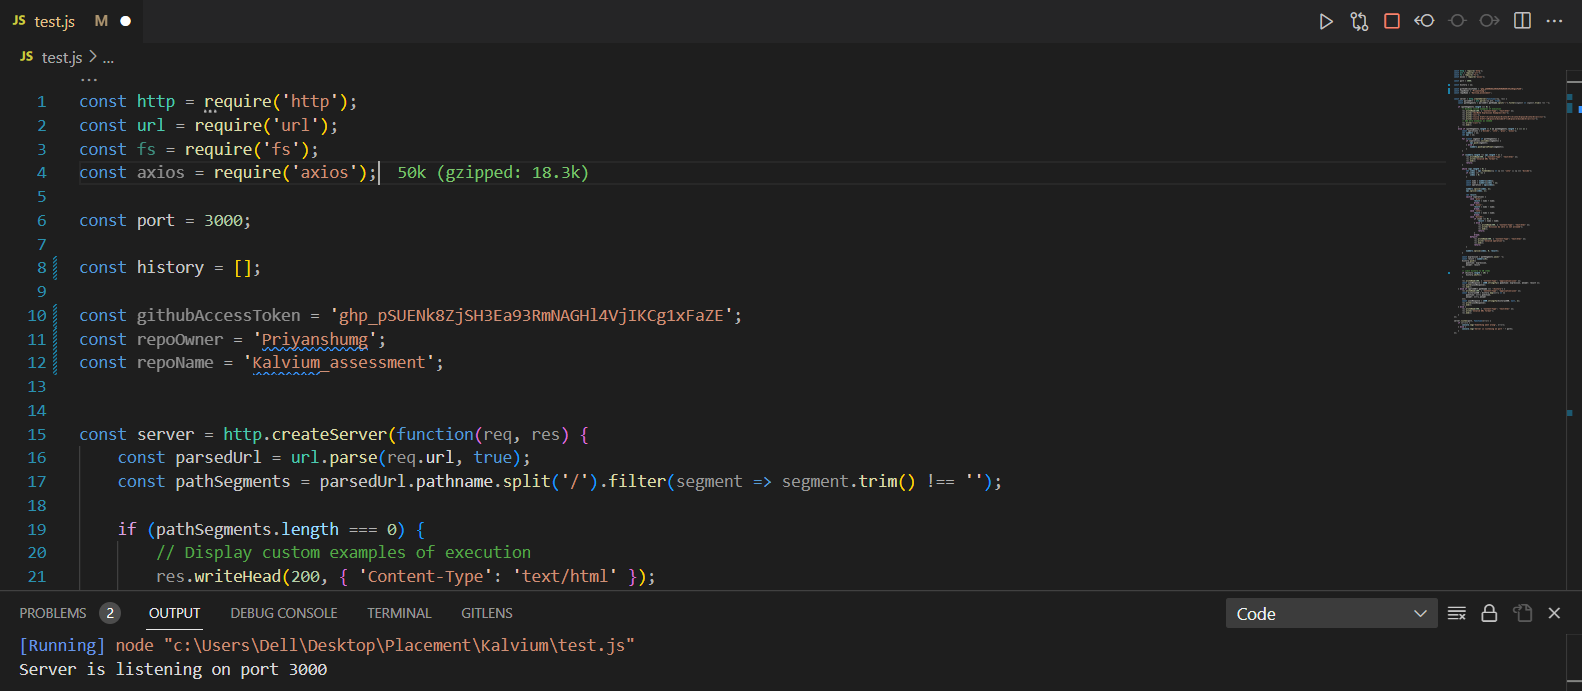 JS test.js M
JS test.js > ...
...
1 const http = require('http');
2 const url = require('url');
3 const fs = require('fs');
4 const axios = require('axios'); 50k (gzipped: 18.3k)
5
6 const port = 3000;
7
8 const history = [];
9
10 const githubAccessToken = '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';
11 const repoOwner = 'Priyanshumg';
12 const repoName = 'Kalvium_assessment';
13
14
15 const server = http.createServer(function(req, res) {
16 const parsedUrl = url.parse(req.url, true);
17 const pathSegments = parsedUrl.pathname.split('/').filter(segment => segment.trim() !== '');
18
19 if (pathSegments.length === 0) {
20 // Display custom examples of execution
21 res.writeHead(200, { 'Content-Type': 'text/html' });
PROBLEMS 2 OUTPUT DEBUG CONSOLE TERMINAL GITLENS Code
[Running] node "c:\Users\Dell\Desktop\Placement\Kalvium\test.js"
Server is listening on port 3000